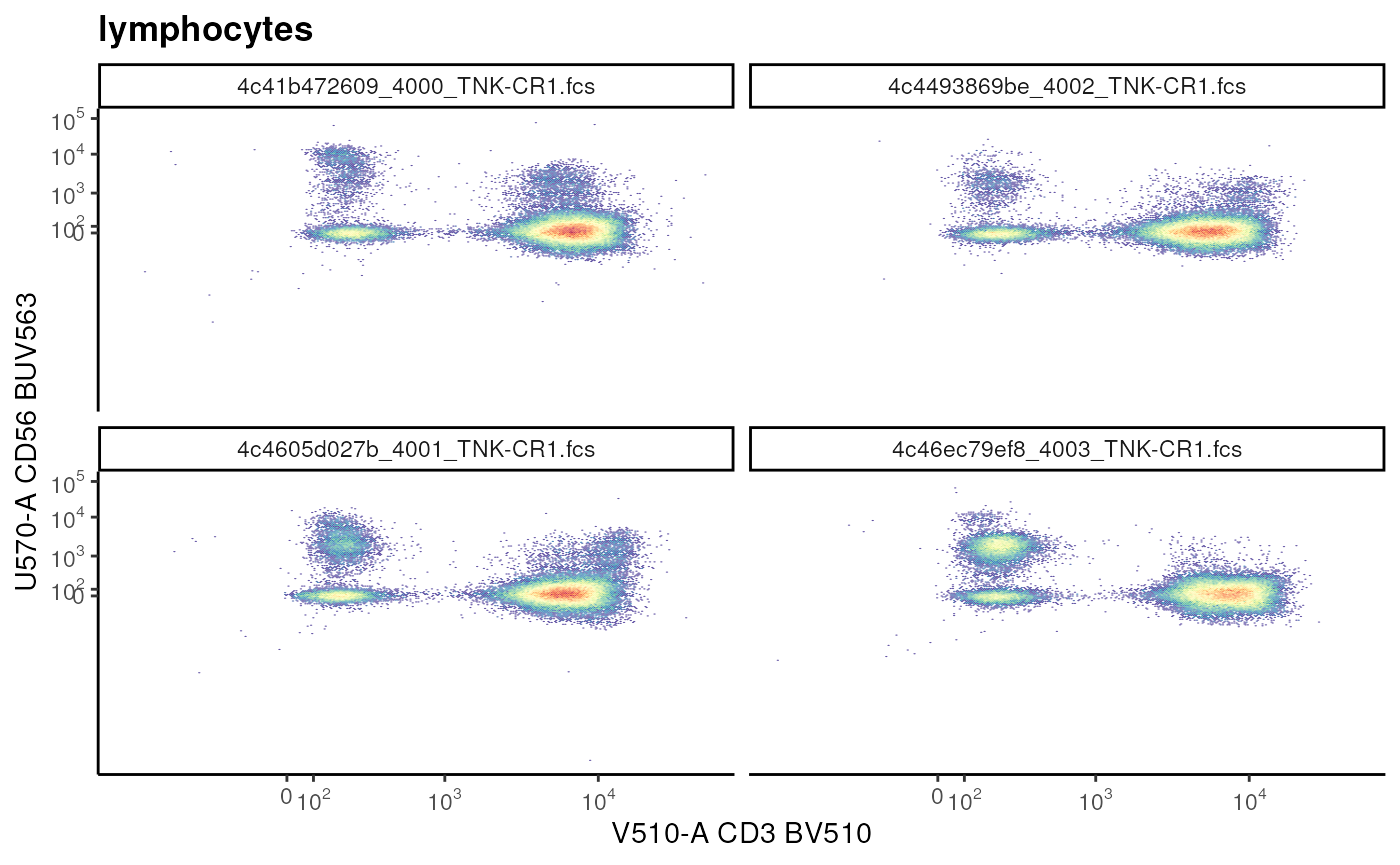 lymphocytes
4c41b472609_4000_TNK-CR1.fcs
4c4493869be_4002_TNK-CR1.fcs
10^5
10^4
10^3
10^2
0
U570-A CD56 BUV563
4c4605d027b_4001_TNK-CR1.fcs
4c46ec79ef8_4003_TNK-CR1.fcs
10^5
10^4
10^3
10^2
0
0 10^2 10^3 10^4
0 10^2 10^3 10^4
V510-A CD3 BV510